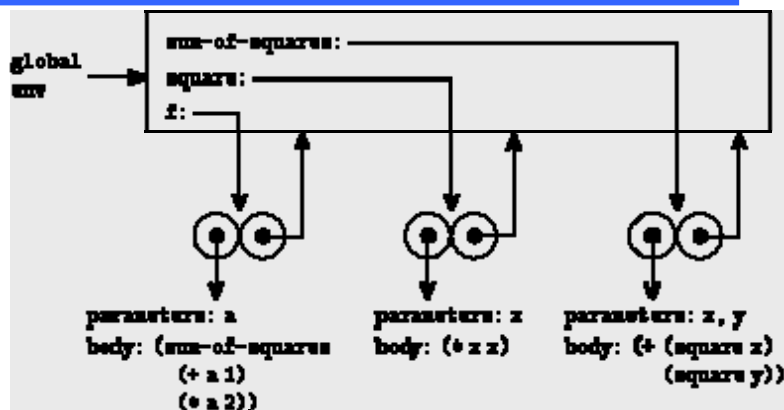 sum-of-squares:
global
env
square:
f:
parameters: a
body: (sum-of-squares
(+ a 1)
(* a 2))
parameters: x
body: (* x x)
parameters: x, y
body: (+ (square x)
(square y))